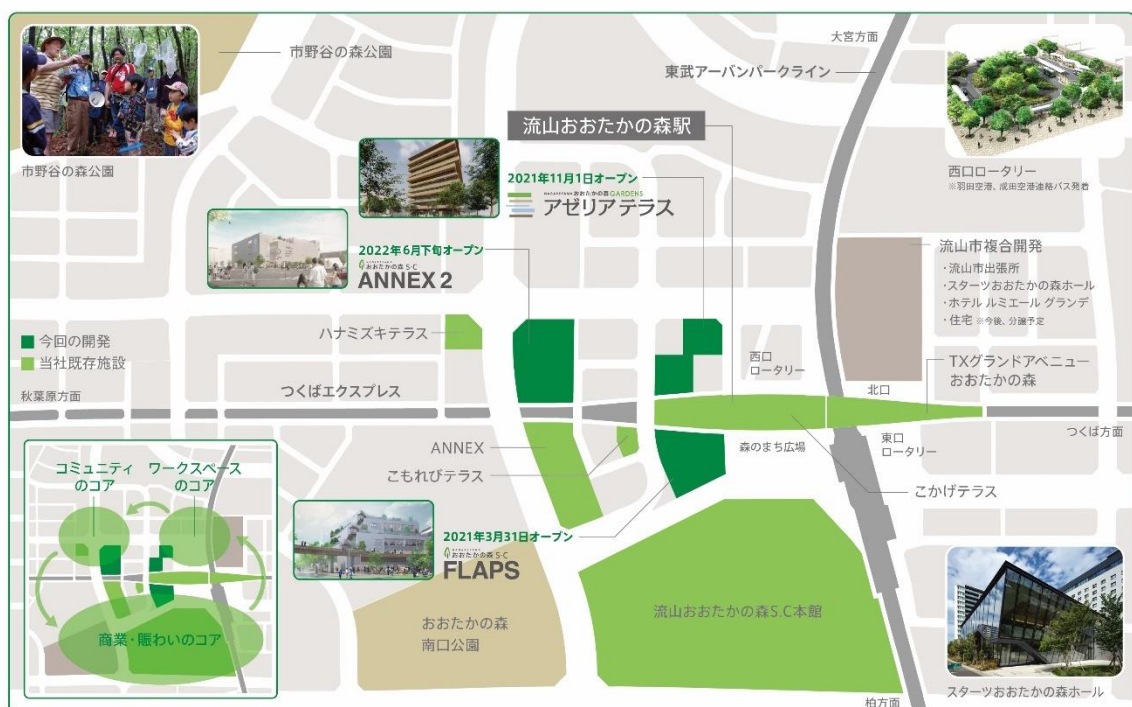 市野谷の森公園
市野谷の森公園
大宮方面
東武アーバンパークライン
流山おおたかの森駅
西口ロータリー
※羽田空港、成田空港連絡バス発着
2021年11月1日オープン
おおたかの森GARDENS
アゼリアテラス
2022年6月下旬オープン
おおたかの森S・C
ANNEX 2
流山市複合開発
・流山市出張所
・スターツおおたかの森ホール
・ホテル ルミエール グランデ
・住宅 ※今後、分譲予定
ハナミズキテラス
今回の開発
当社既存施設
西口
ロータリー
TXグランドアベニュー
おおたかの森
秋葉原方面
つくばエクスプレス
北口
つくば方面
ANNEX
こもれびテラス
森のまち広場
東口
ロータリー
こかげテラス
コミュニティ
のコア
ワークスペース
のコア
商業・賑わいのコア
2021年3月31日オープン
おおたかの森S・C
FLAPS
おおたかの森
南口公園
流山おおたかの森S.C本館
スターツおおたかの森ホール
柏方面